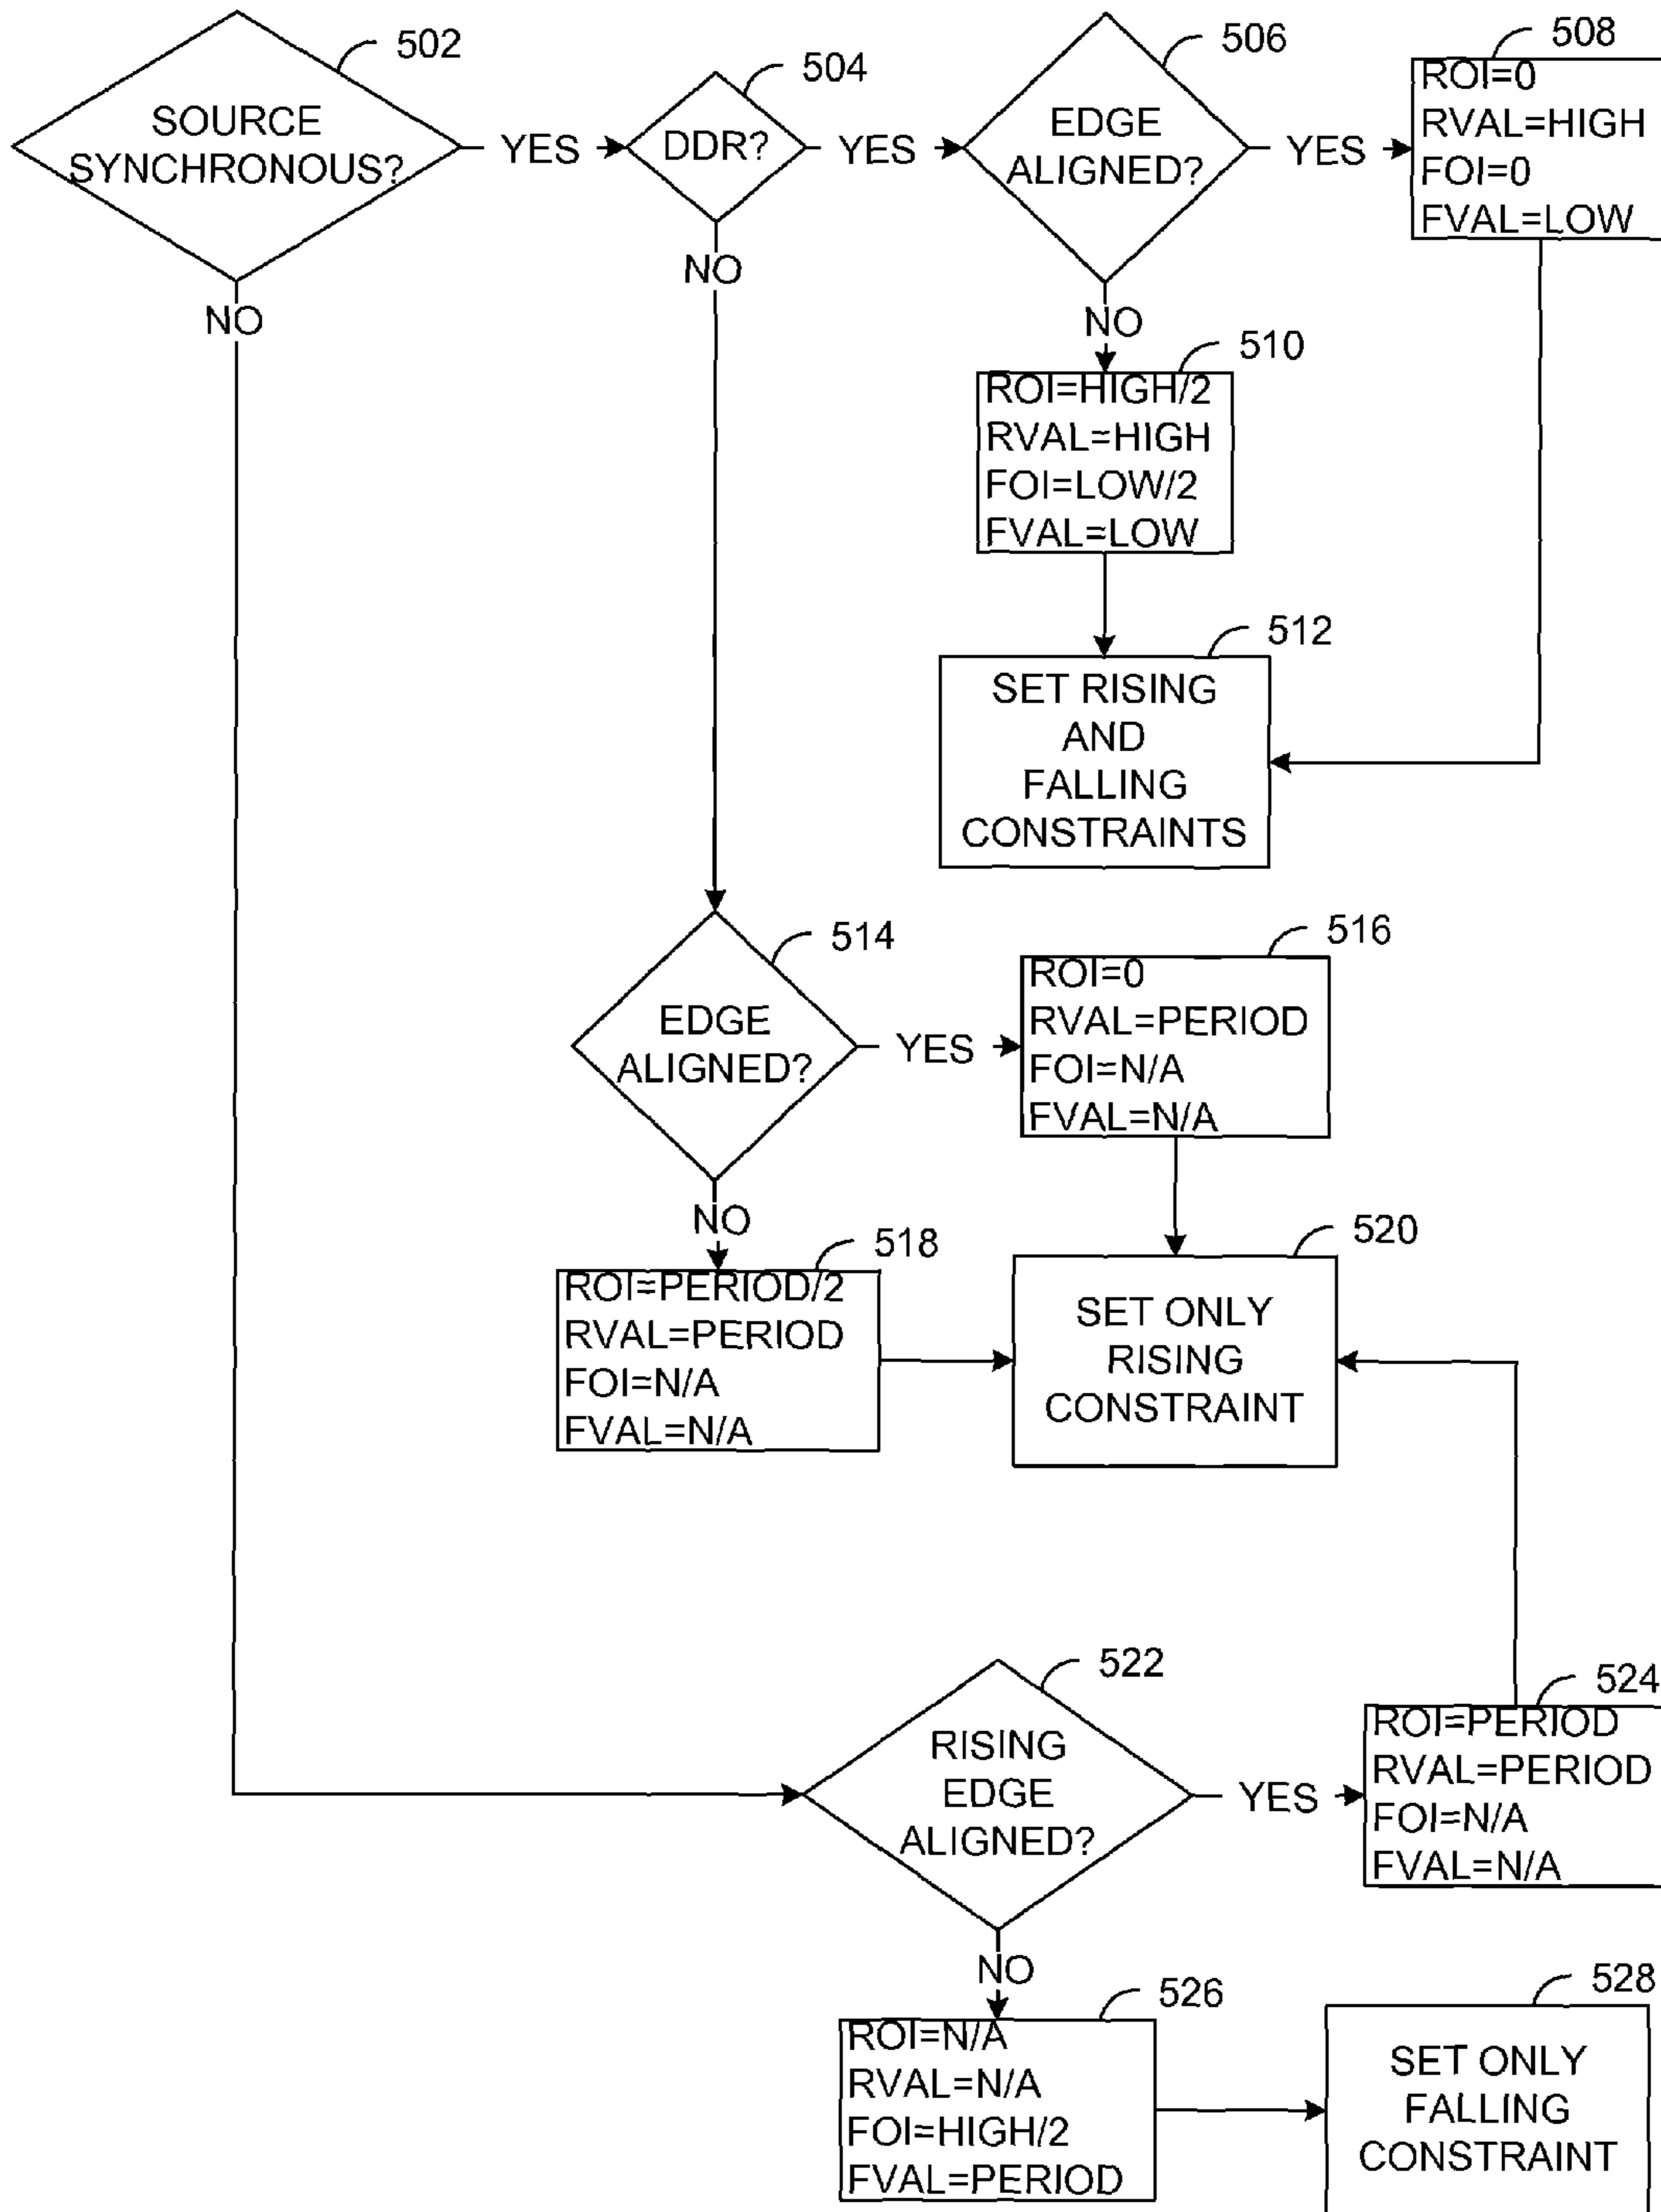 502
SOURCE
SYNCHRONOUS?
YES
NO
504
DDR?
YES
NO
506
EDGE
ALIGNED?
YES
NO
508
ROI=0
RVAL=HIGH
FOI=0
FVAL=LOW
510
ROI=HIGH/2
RVAL=HIGH
FOI=LOW/2
FVAL=LOW
512
SET RISING
AND
FALLING
CONSTRAINTS
514
EDGE
ALIGNED?
YES
NO
516
ROI=0
RVAL=PERIOD
FOI=N/A
FVAL=N/A
518
ROI=PERIOD/2
RVAL=PERIOD
FOI=N/A
FVAL=N/A
520
SET ONLY
RISING
CONSTRAINT
522
RISING
EDGE
ALIGNED?
YES
NO
524
ROI=PERIOD
RVAL=PERIOD
FOI=N/A
FVAL=N/A
526
ROI=N/A
RVAL=N/A
FOI=HIGH/2
FVAL=PERIOD
528
SET ONLY
FALLING
CONSTRAINT